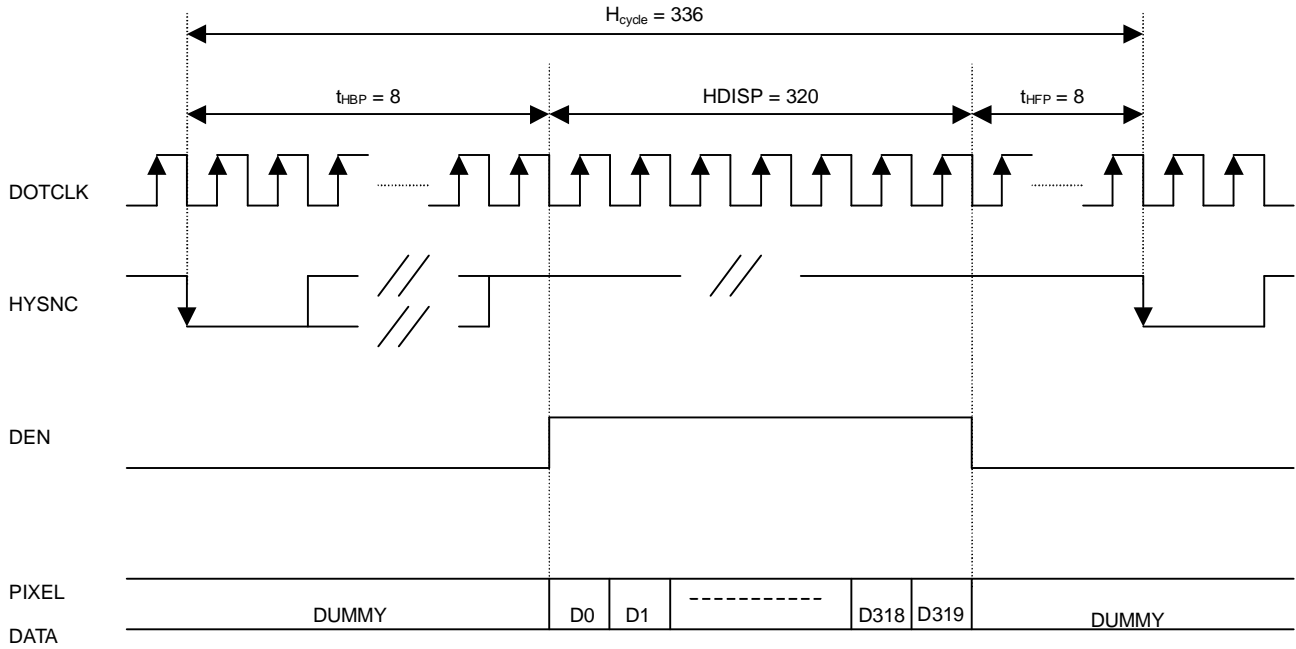 Hcycle = 336
tHBP = 8
HDISP = 320
tHFP = 8
DOTCLK
HYSNC
DEN
PIXEL
DATA
DUMMY
D0
D1
D318
D319
DUMMY